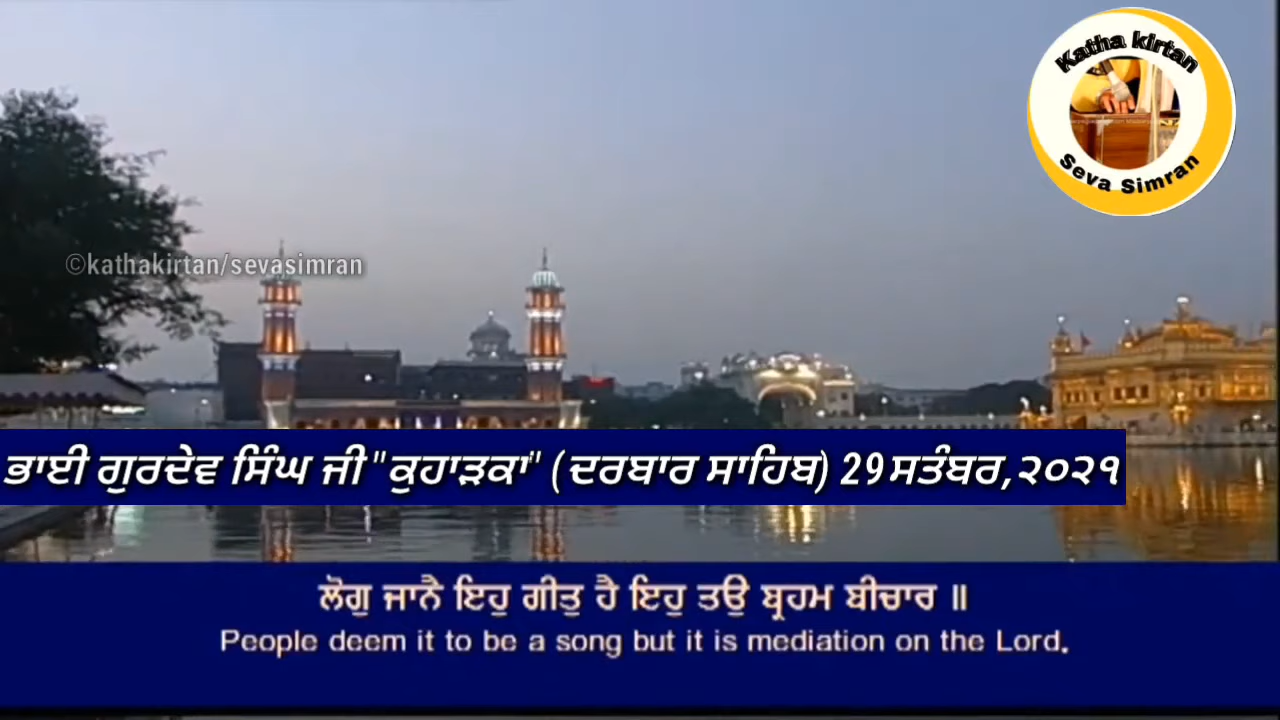 Katha kirtan
Seva Simran
©kathakirtan/sevasimran
ਭਾਈ ਗੁਰਦੇਵ ਸਿੰਘ ਜੀ "ਕੁਹਾੜਕਾ" (ਦਰਬਾਰ ਸਾਹਿਬ) 29 ਸਤੰਬਰ,੨੦੨੧
ਲੋਗੁ ਜਾਨੈ ਇਹੁ ਗੀਤੁ ਹੈ ਇਹੁ ਤਉ ਬ੍ਰਹਮ ਬੀਚਾਰ ॥
People deem it to be a song but it is mediation on the Lord.